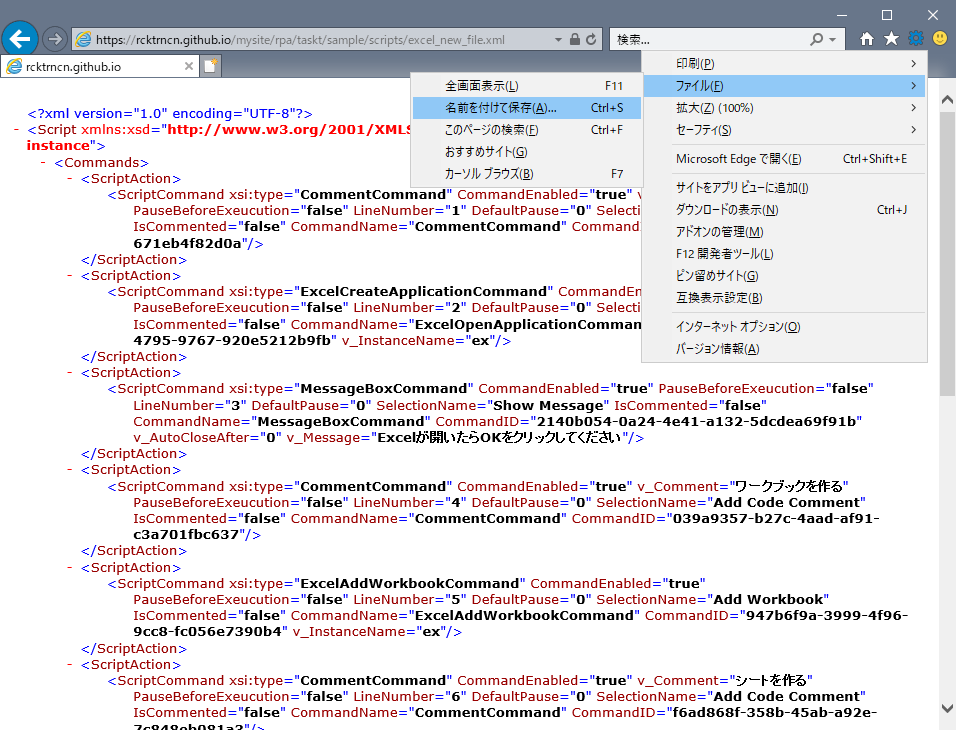 https://rcktrncn.github.io/mysite/rpa/taskt/sample/scripts/excel_new_file.xml
検索...
rcktrncn.github.io
印刷(P)
ファイル(F)
拡大(Z) (100%)
セーフティ(S)
Microsoft Edge で開く(E) Ctrl+Shift+E
サイトをアプリ ビューに追加(I)
ダウンロードの表示(N) Ctrl+J
アドオンの管理(M)
F12 開発者ツール(L)
ピン留めサイト(G)
互換表示設定(B)
インターネット オプション(O)
バージョン情報(A)
全画面表示(L) F11
名前を付けて保存(A)... Ctrl+S
このページの検索(F) Ctrl+F
おすすめサイト(G)
カーソル ブラウズ(B) F7
<?xml version="1.0" encoding="UTF-8"?>
- <Script xmlns:xsd="http://www.w3.org/2001/XMLS
instance">
- <Commands>
- <ScriptAction>
<ScriptCommand xsi:type="CommentCommand" CommandEnabled="true" v
PauseBeforeExeucution="false" LineNumber="1" DefaultPause="0" Selecti
IsCommented="false" CommandName="CommentCommand" Command
671eb4f82d0a"/>
</ScriptAction>
- <ScriptAction>
<ScriptCommand xsi:type="ExcelCreateApplicationCommand" CommandEn
PauseBeforeExeucution="false" LineNumber="2" DefaultPause="0" Selecti
IsCommented="false" CommandName="ExcelOpenApplicationComman
4795-9767-920e5212b9fb" v_InstanceName="ex"/>
</ScriptAction>
- <ScriptAction>
<ScriptCommand xsi:type="MessageBoxCommand" CommandEnabled="true" PauseBeforeExeucution="false"
LineNumber="3" DefaultPause="0" SelectionName="Show Message" IsCommented="false"
CommandName="MessageBoxCommand" CommandID="2140b054-0a24-4e41-a132-5dcdea69f91b"
v_AutoCloseAfter="0" v_Message="Excelが開いたらOKをクリックしてください"/>
</ScriptAction>
- <ScriptAction>
<ScriptCommand xsi:type="CommentCommand" CommandEnabled="true" v_Comment="ワークブックを作る"
PauseBeforeExeucution="false" LineNumber="4" DefaultPause="0" SelectionName="Add Code Comment"
IsCommented="false" CommandName="CommentCommand" CommandID="039a9357-b27c-4aad-af91-
c3a701fbc637"/>
</ScriptAction>
- <ScriptAction>
<ScriptCommand xsi:type="ExcelAddWorkbookCommand" CommandEnabled="true"
PauseBeforeExeucution="false" LineNumber="5" DefaultPause="0" SelectionName="Add Workbook"
IsCommented="false" CommandName="ExcelAddWorkbookCommand" CommandID="947b6f9a-3999-4f96-
9cc8-fc056e7390b4" v_InstanceName="ex"/>
</ScriptAction>
- <ScriptAction>
<ScriptCommand xsi:type="CommentCommand" CommandEnabled="true" v_Comment="シートを作る"
PauseBeforeExeucution="false" LineNumber="6" DefaultPause="0" SelectionName="Add Code Comment"
IsCommented="false" CommandName="CommentCommand" CommandID="f6ad868f-358b-45ab-a92e-
7c848eb081a3"/>